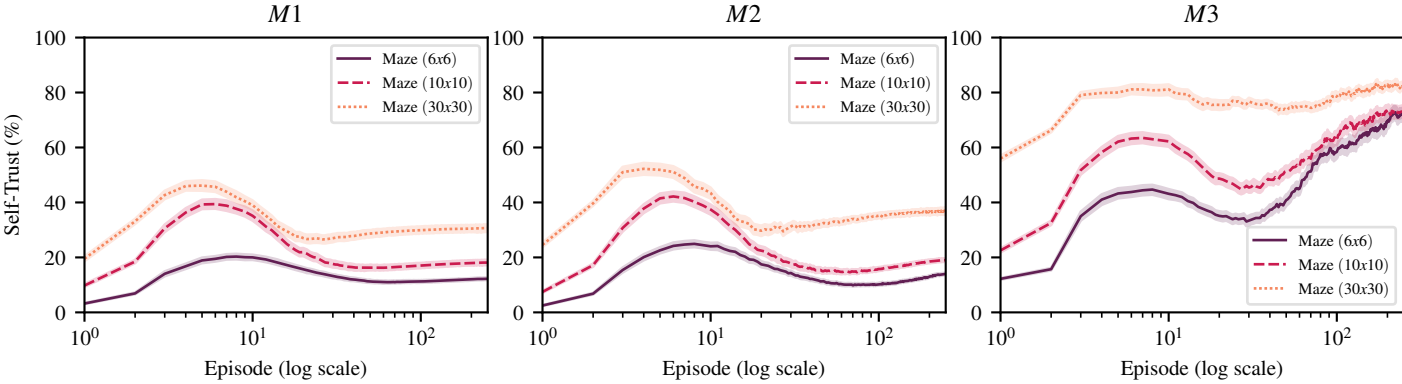 M1
100
80
60
40
20
0
Self-Trust (%)
Maze (6x6)
Maze (10x10)
Maze (30x30)
10^0
10^1
10^2
Episode (log scale)
M2
100
80
60
40
20
0
Maze (6x6)
Maze (10x10)
Maze (30x30)
10^0
10^1
10^2
Episode (log scale)
M3
100
80
60
40
20
0
Maze (6x6)
Maze (10x10)
Maze (30x30)
10^0
10^1
10^2
Episode (log scale)